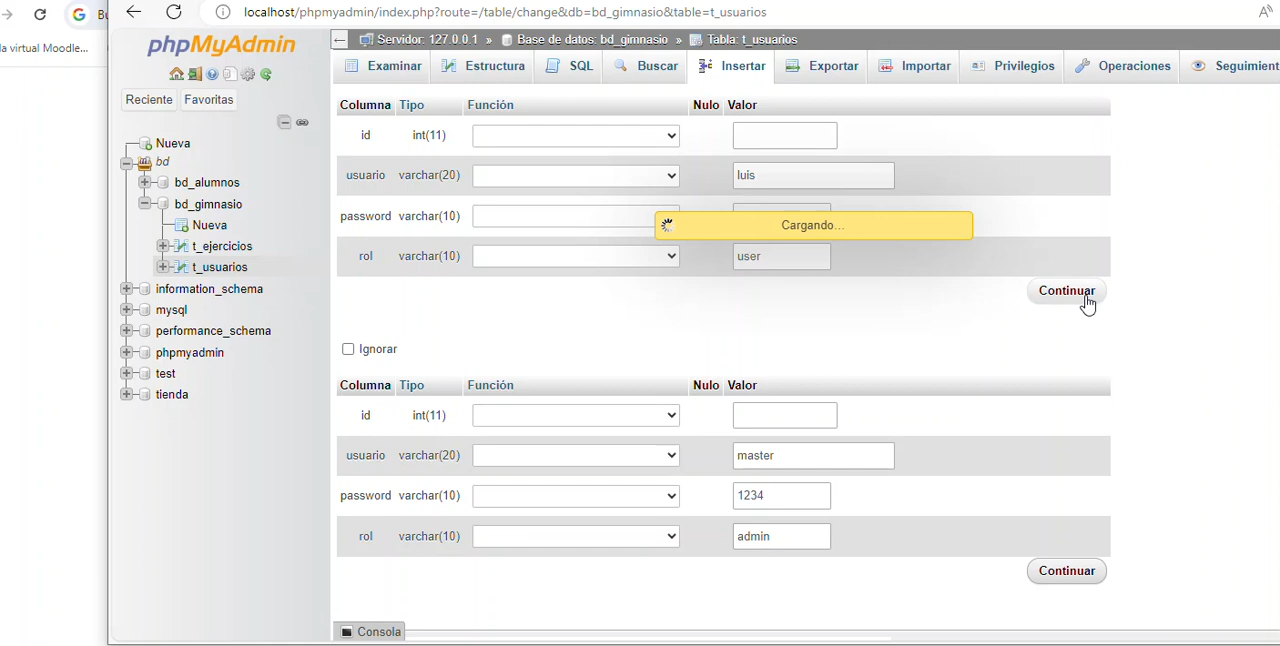 Bu
localhost/phpmyadmin/index.php?route=/table/change&db=bd_gimnasio&table=t_usuarios
la virtual Moodle...
phpMyAdmin
Servidor: 127.0.0.1 » Base de datos: bd_gimnasio » Tabla: t_usuarios
Examinar Estructura SQL Buscar Insertar Exportar Importar Privilegios Operaciones Seguimient
Reciente Favoritas
Nueva
bd
bd_alumnos
bd_gimnasio
Nueva
t_ejercicios
t_usuarios
information_schema
mysql
performance_schema
phpmyadmin
test
tienda
Columna Tipo Función Nulo Valor
id int(11)
usuario varchar(20) luis
password varchar(10)
Cargando...
rol varchar(10) user
Continuar
Ignorar
Columna Tipo Función Nulo Valor
id int(11)
usuario varchar(20) master
password varchar(10) 1234
rol varchar(10) admin
Continuar
Consola